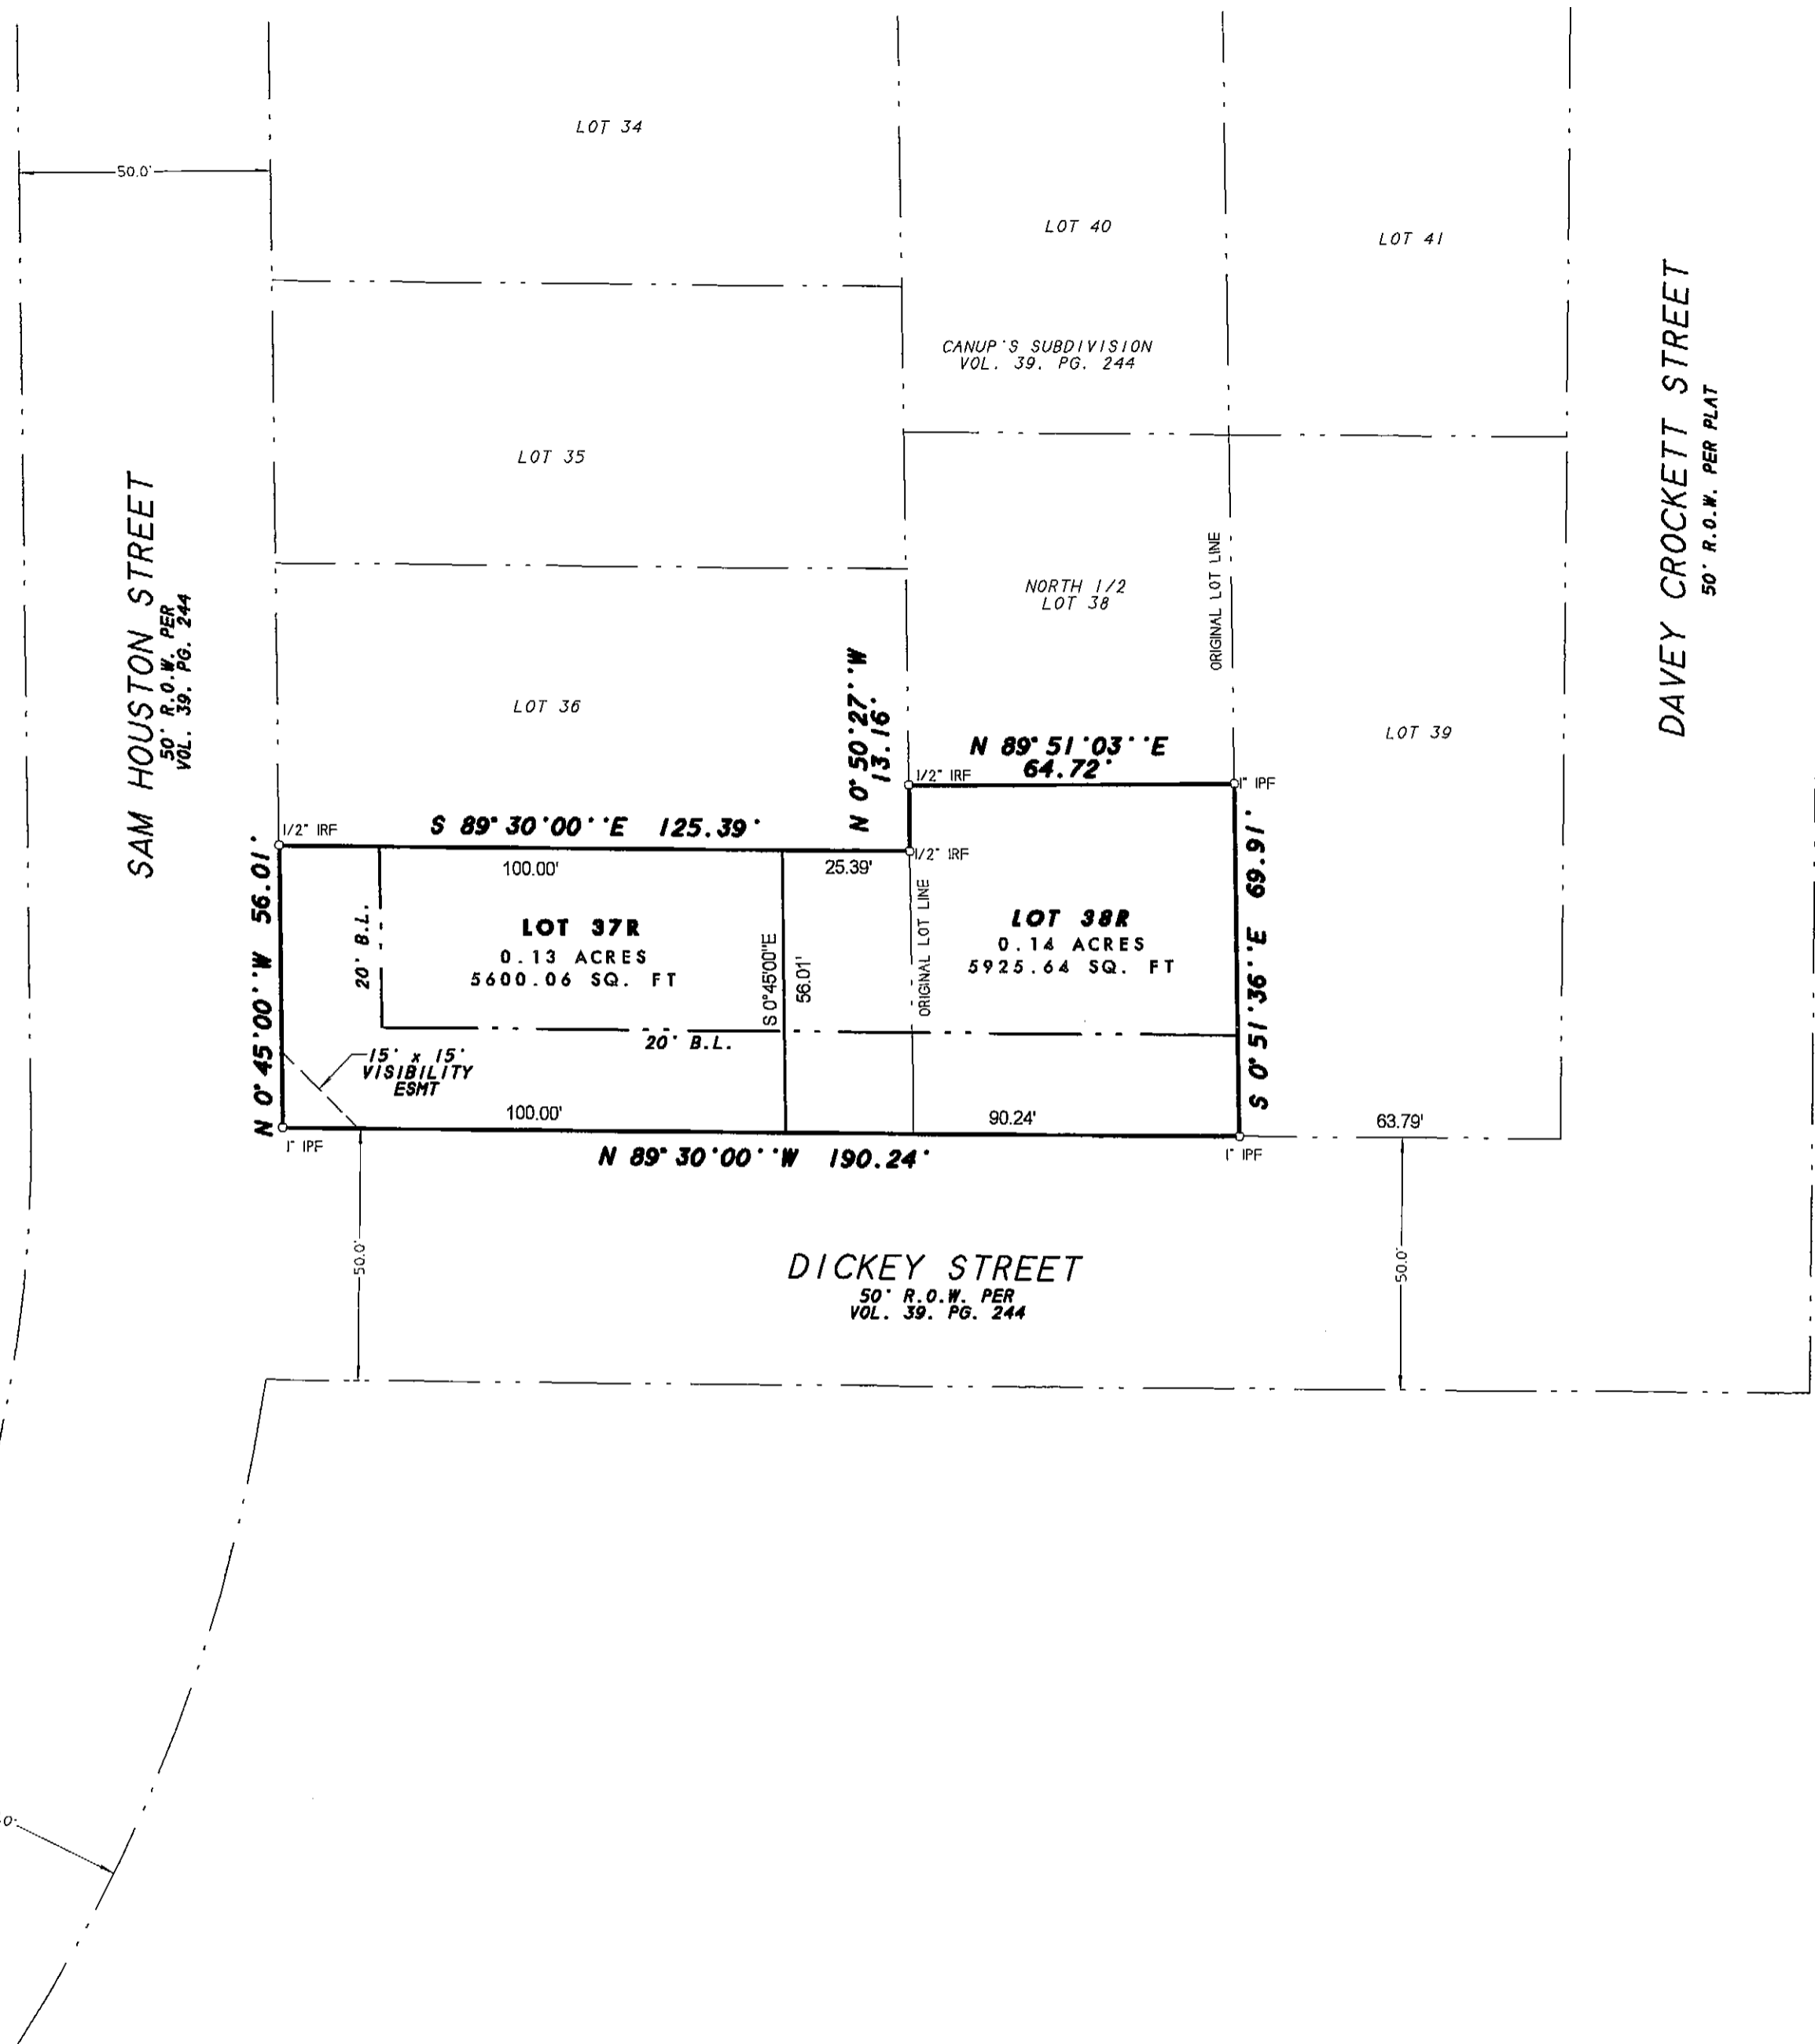 LOT 34
50.0'
LOT 40
LOT 41
CANUP'S SUBDIVISION
VOL. 39, PG. 244
DAVEY CROCKETT STREET
50' R.O.W. PER PLAT
LOT 35
SAM HOUSTON STREET
50' R.O.W. PER
VOL. 39, PG. 244
NORTH 1/2
LOT 38
ORIGINAL LOT LINE
LOT 36
LOT 39
N 0°50'27''W
13.16'
N 89°51'03''E
64.72'
1/2" IRF
1" IPF
1/2" IRF
S 89°30'00''E 125.39'
1/2" IRF
100.00'
25.39'
N 0°45'00''W 56.01'
20' B.L.
LOT 37R
0.13 ACRES
5600.06 SQ. FT
S 0°45'00"E
56.01'
ORIGINAL LOT LINE
LOT 38R
0.14 ACRES
5925.64 SQ. FT
S 0°51'36''E 69.91'
20' B.L.
15' x 15'
VISIBILITY
ESMT
100.00'
90.24'
63.79'
1" IPF
N 89°30'00''W 190.24'
1" IPF
50.0'
DICKEY STREET
50' R.O.W. PER
VOL. 39, PG. 244
50.0'